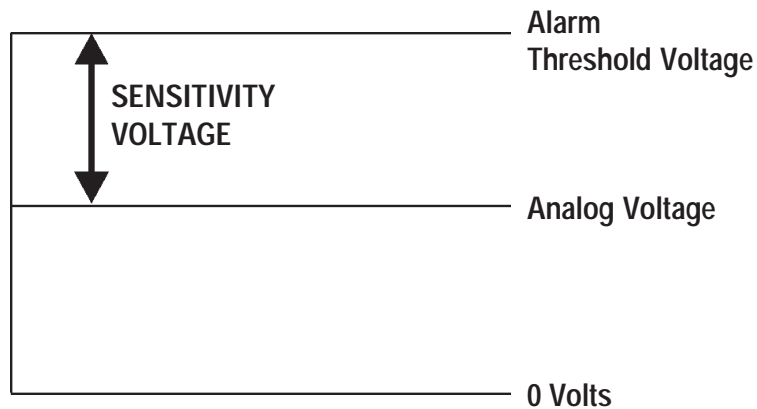 Alarm
Threshold Voltage
SENSITIVITY
VOLTAGE
Analog Voltage
0 Volts